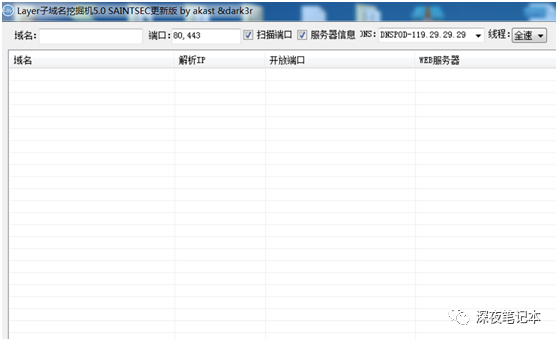 Layer子域名挖掘机5.0 SAINTSEC更新版 by akast &dark3r
域名: 端口: 80,443 扫描端口 服务器信息 DNS: DNSPOD-119.29.29.29 线程: 全速
域名 解析IP 开放端口 WEB服务器
深夜笔记本